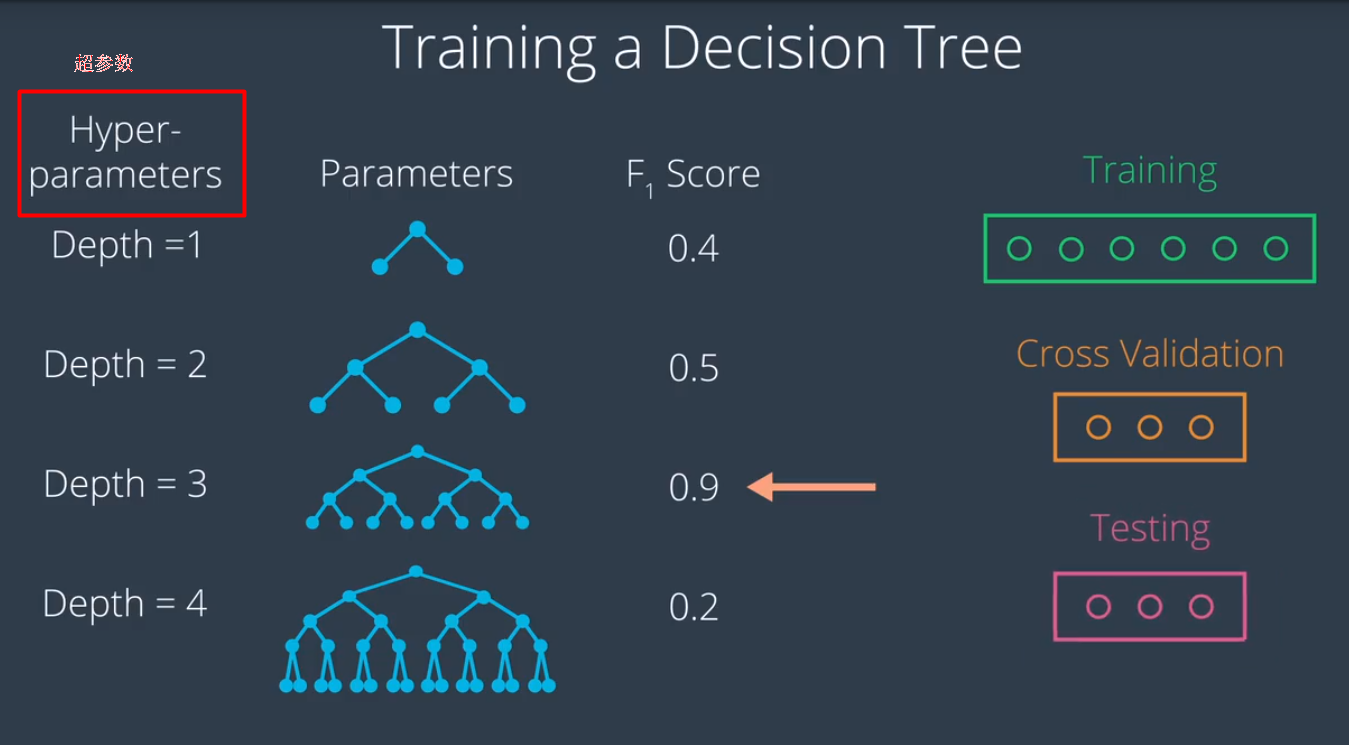 Training a Decision Tree
超参数
Hyper-
parameters
Parameters
F1 Score
Training
Depth =1
0.4
Cross Validation
Depth = 2
0.5
Depth = 3
0.9
Testing
Depth = 4
0.2